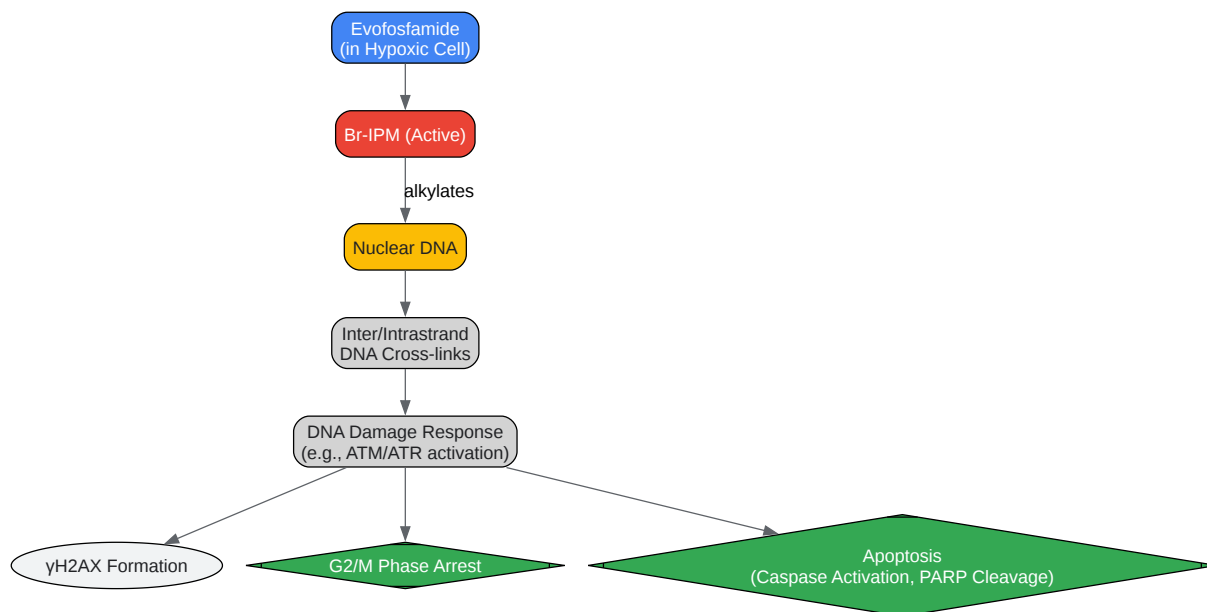 Evofosfamide
(in Hypoxic Cell)
Br-IPM (Active)
alkylates
Nuclear DNA
Inter/Intrastrand
DNA Cross-links
DNA Damage Response
(e.g., ATM/ATR activation)
γH2AX Formation
G2/M Phase Arrest
Apoptosis
(Caspase Activation, PARP Cleavage)